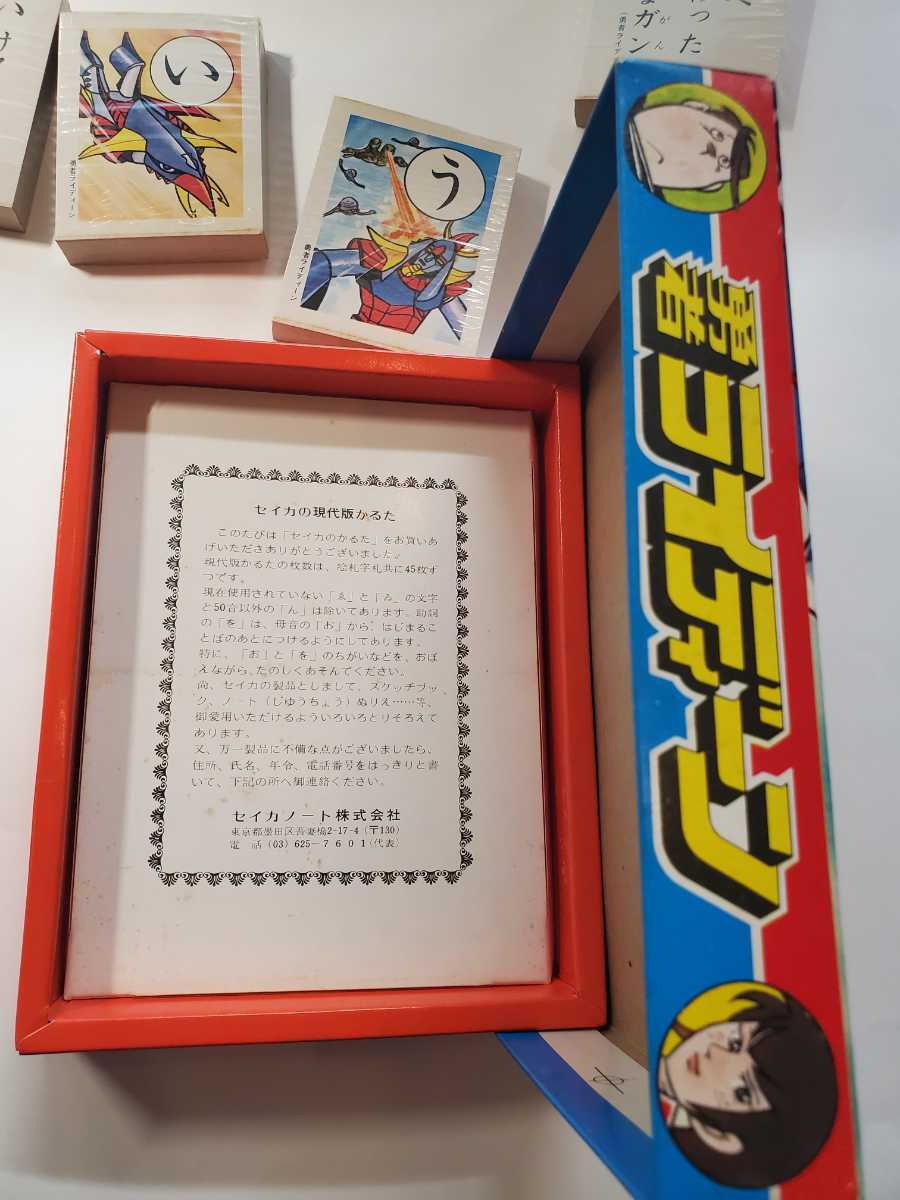 いけ
い
勇者ライディーン
う
勇者ライディーン
った
ガン
がん
（勇者ライ
勇者ライディーン
セイカの現代版かるた
このたびは「セイカのかるた」をお買いあ
げいただきありがとうございました。
現代版かるたの枚数は、絵札字札共に45枚ず
つです。
現在使用されていない「ゑ」と「ゐ」の文字
と50音以外の「ん」は除いてあります。助詞
の「を」は、母音の「お」からはじまるこ
とばのあとにつけるようにしてあります。
特に、「お」と「を」のちがいなどを、おぼ
えながら、たのしくあそんでください。
尚、セイカの製品としまして、スケッチブッ
ク、ノート（じゆうちょう）ぬりえ……等、
御愛用いただけるよういろいろとりそろえて
あります。
又、万一製品に不備な点がございましたら、
住所、氏名、年令、電話番号をはっきりと書
いて、下記の所へ御連絡ください。
セイカノート株式会社
東京都墨田区吾妻橋2-17-4（〒130）
電　話（03）625－7601（代表）